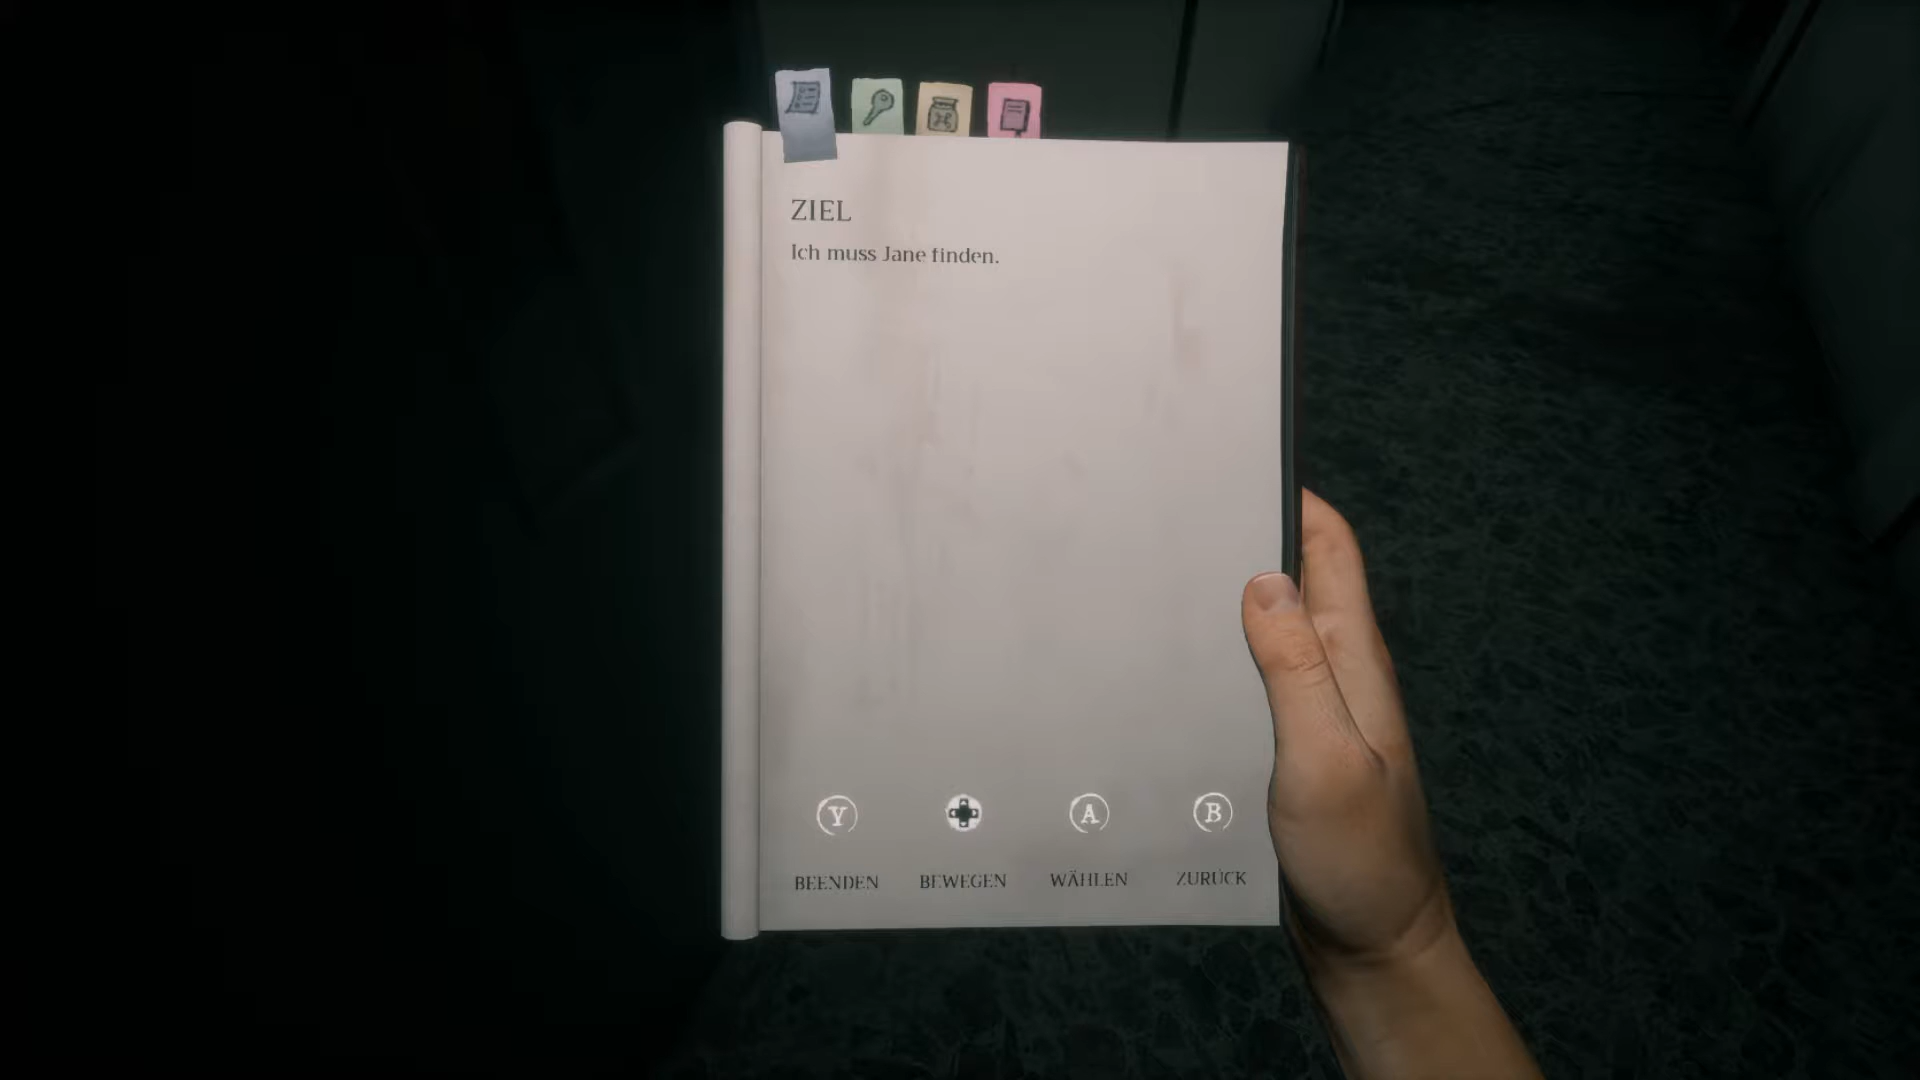 ZIEL
Ich muss Jane finden.
Y
A
B
BEENDEN
BEWEGEN
WÄHLEN
ZURÜCK